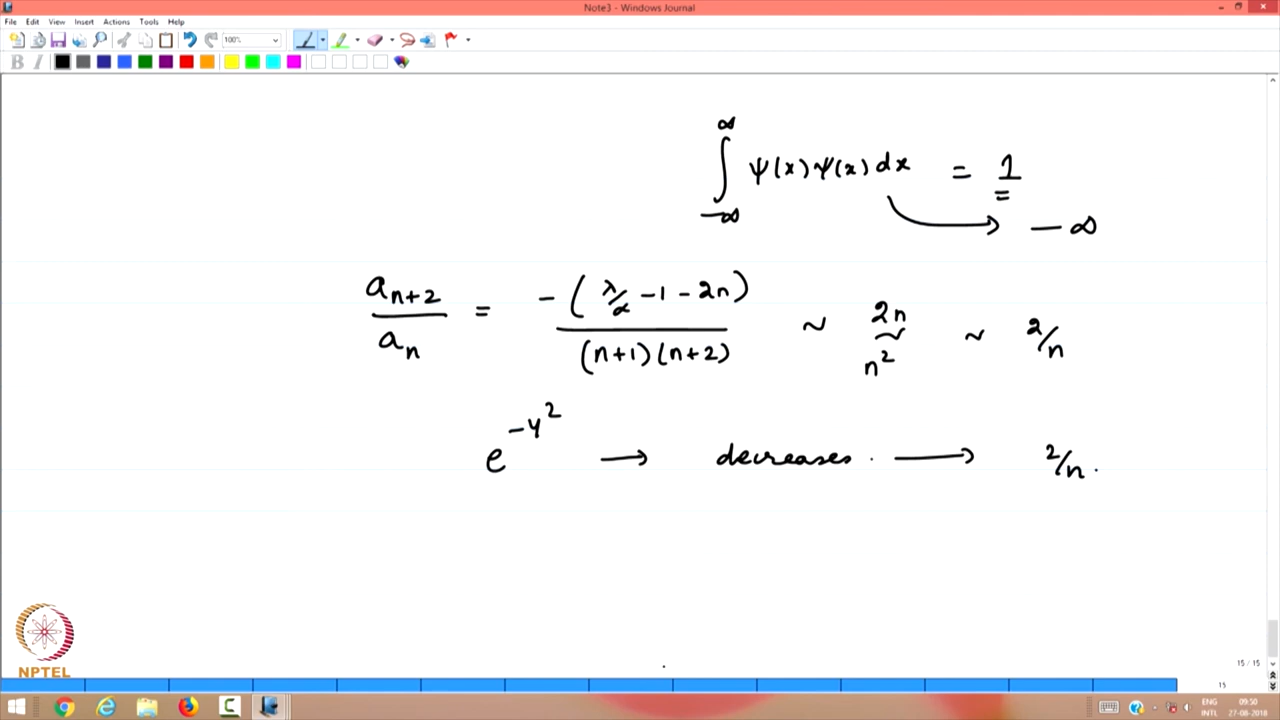 Note3 - Windows Journal
File Edit View Insert Actions Tools Help
100%
B I
∫_{-∞}^{∞} ψ(x) ψ(x) dx = 1
→ -∞
a_{n+2}/a_n = -(λ/α - 1 - 2n)/((n+1)(n+2)) ~ 2n/n² ~ 2/n
e^{-y²} → decreases. → 2/n.
NPTEL
15 / 15
15
ENG 09:50
INTL 27-08-2018